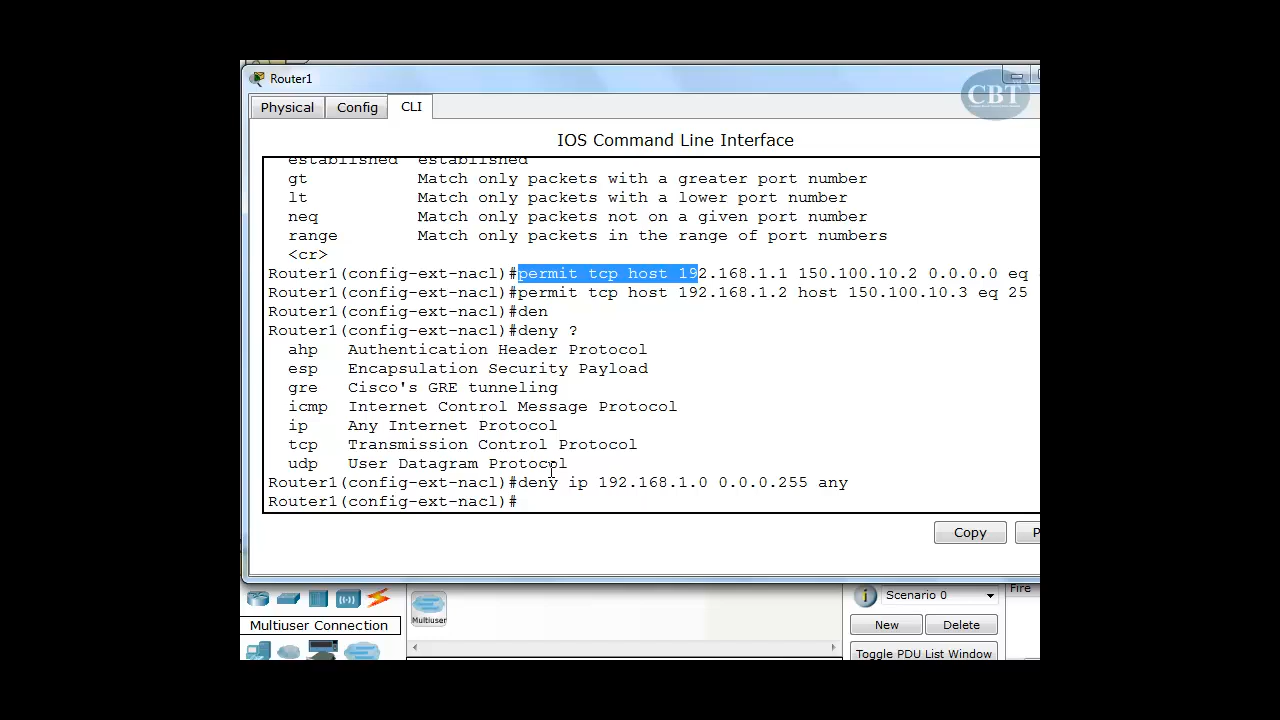 Router1
CBT
Physical Config CLI
IOS Command Line Interface
established established
gt Match only packets with a greater port number
lt Match only packets with a lower port number
neq Match only packets not on a given port number
range Match only packets in the range of port numbers
<cr>
Router1(config-ext-nacl)#permit tcp host 192.168.1.1 150.100.10.2 0.0.0.0 eq
Router1(config-ext-nacl)#permit tcp host 192.168.1.2 host 150.100.10.3 eq 25
Router1(config-ext-nacl)#den
Router1(config-ext-nacl)#deny ?
ahp Authentication Header Protocol
esp Encapsulation Security Payload
gre Cisco's GRE tunneling
icmp Internet Control Message Protocol
ip Any Internet Protocol
tcp Transmission Control Protocol
udp User Datagram Protocol
Router1(config-ext-nacl)#deny ip 192.168.1.0 0.0.0.255 any
Router1(config-ext-nacl)#
Copy P
Scenario 0 Fire
Multiuser
New Delete
Multiuser Connection
Toggle PDU List Window